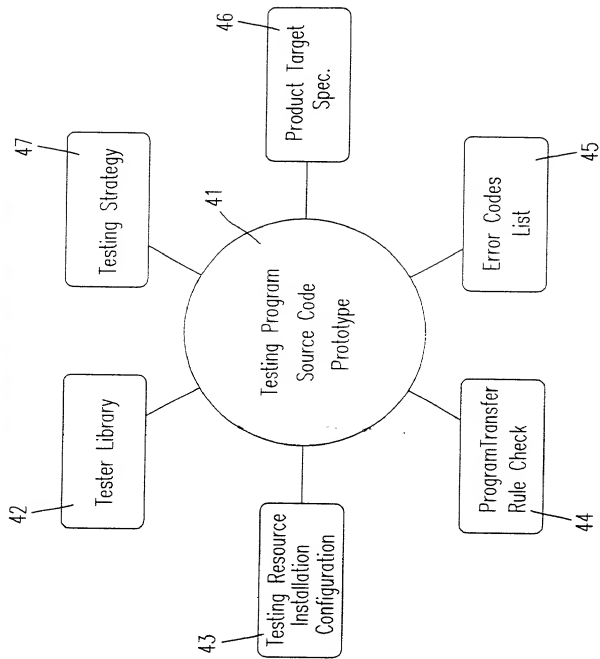 42
47
Tester Library
Testing Strategy
43
41
46
Testing Resource
Installation
Configuration
Testing Program
Source Code
Prototype
Product Target
Spec.
ProgramTransfer
Rule Check
Error Codes
List
44
45